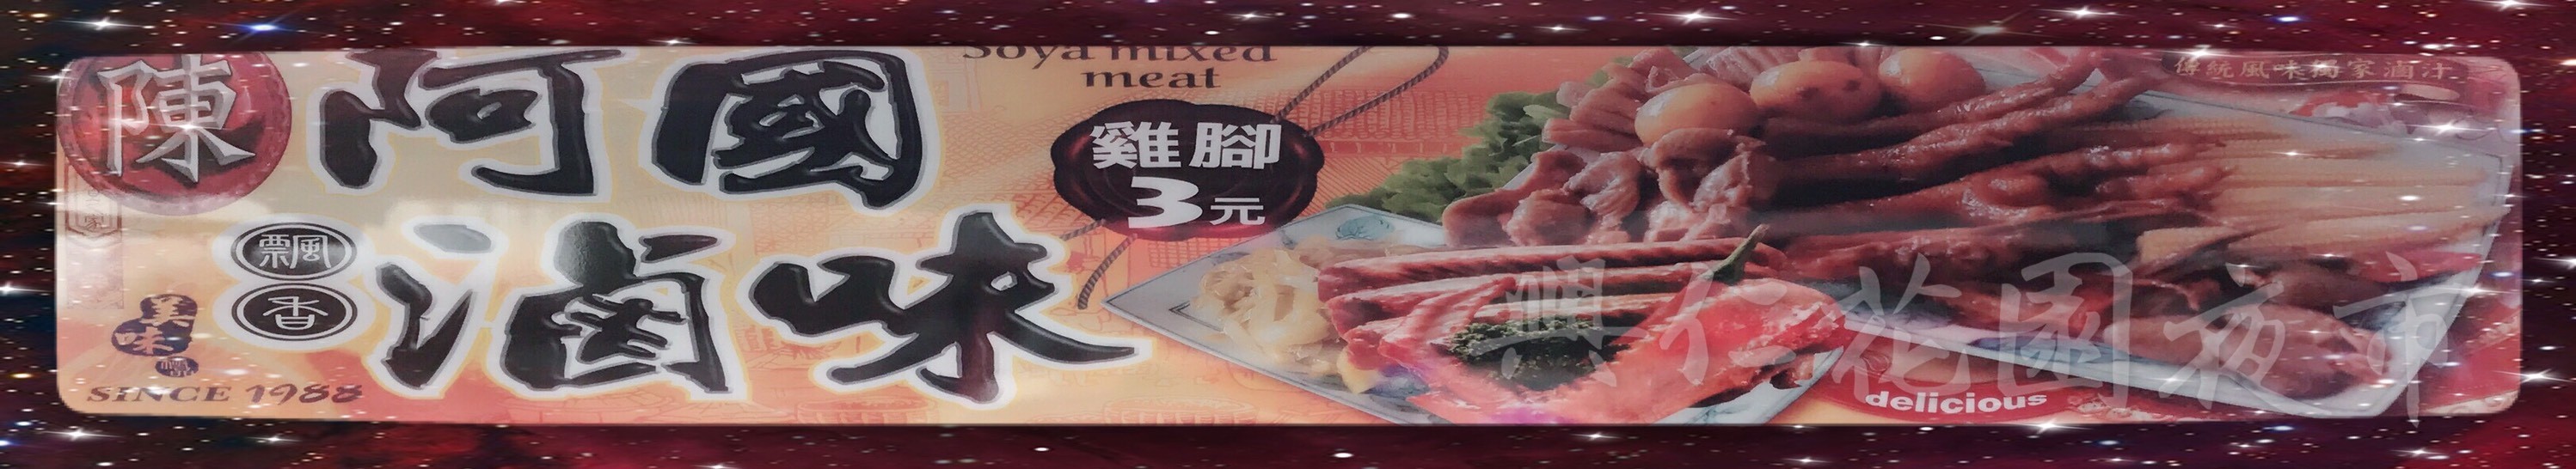 陳
阿國
滷味
飄香
美味
SINCE 1988
Soya mixed
meat
雞腳
3元
傳統風味獨家滷汁
delicious
興仁花園夜市